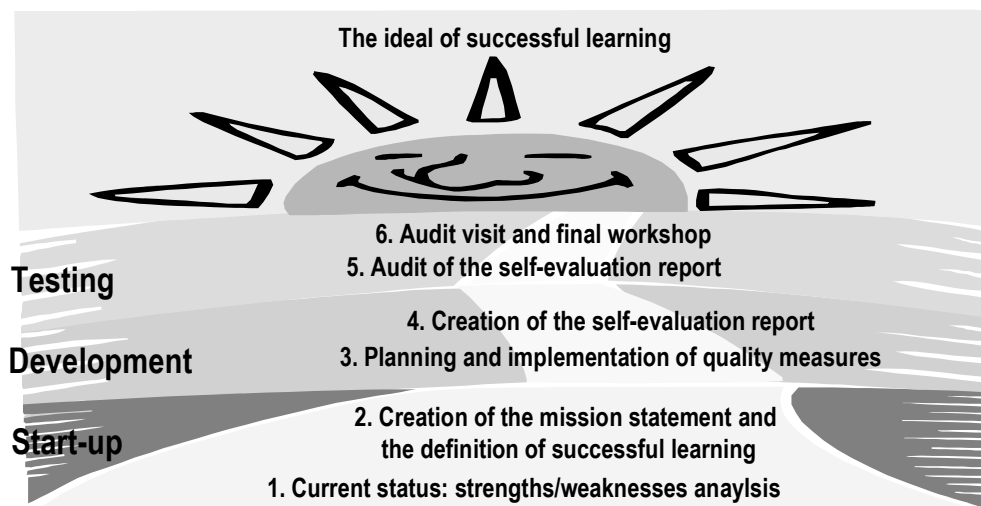 The ideal of successful learning
6. Audit visit and final workshop
5. Audit of the self-evaluation report
Testing
4. Creation of the self-evaluation report
3. Planning and implementation of quality measures
Development
2. Creation of the mission statement and
the definition of successful learning
Start-up
1. Current status: strengths/weaknesses anaylsis